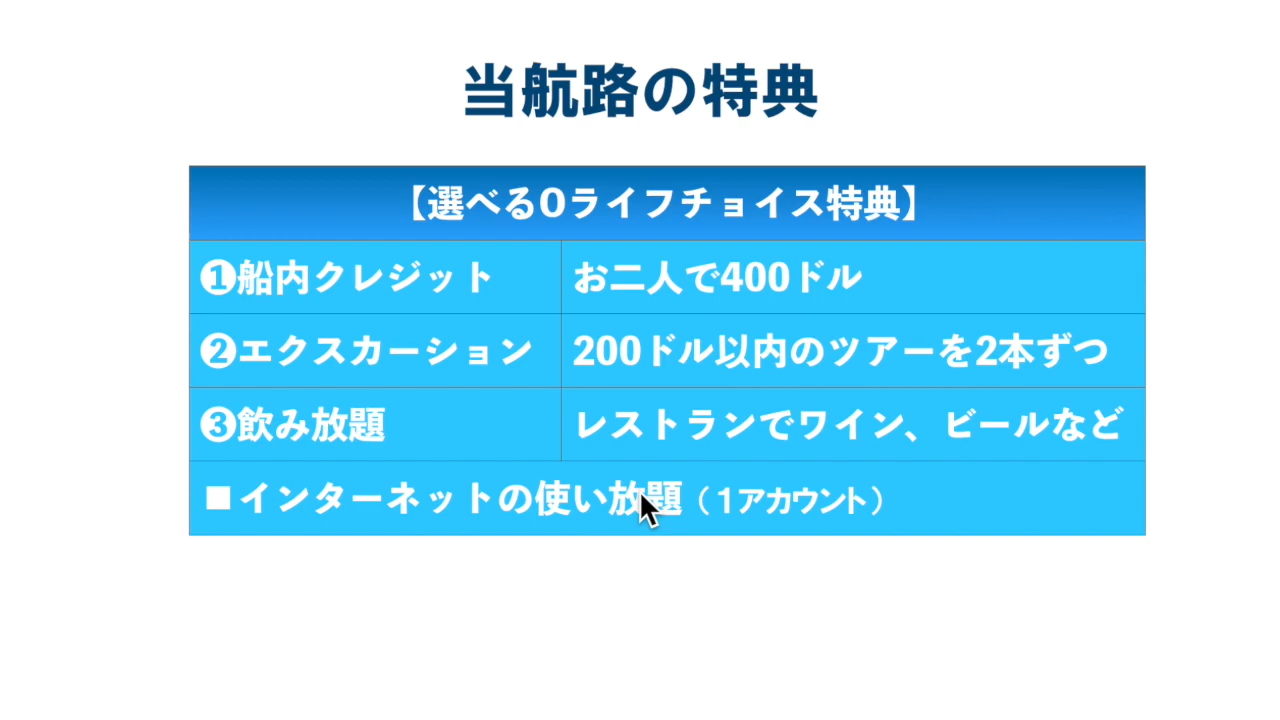 当航路の特典
【選べるOライフチョイス特典】
❶船内クレジット
お二人で400ドル
❷エクスカーション
200ドル以内のツアーを2本ずつ
❸飲み放題
レストランでワイン、ビールなど
■インターネットの使い放題（１アカウント）